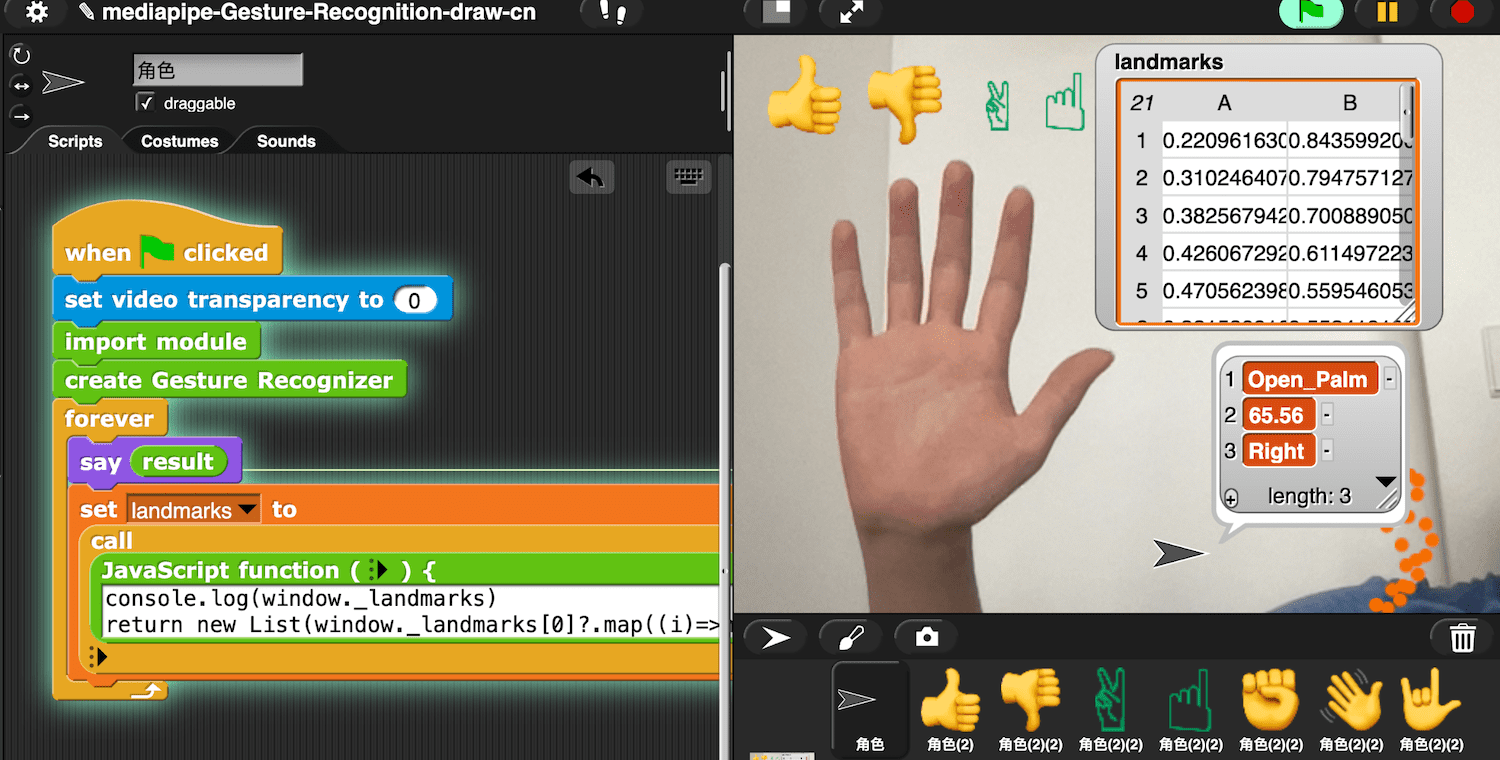 mediapipe-Gesture-Recognition-draw-cn
角色
draggable
Scripts Costumes Sounds
when clicked
set video transparency to 0
import module
create Gesture Recognizer
forever
say result
set landmarks to
call
JavaScript function ( ) {
console.log(window._landmarks)
return new List(window._landmarks[0]?.map((i)=>
landmarks
21 A B
1 0.220961630 0.84359920
2 0.310246407 0.794757127
3 0.382567942 0.700889050
4 0.426067292 0.611497223
5 0.470562398 0.559546053
1 Open_Palm -
2 65.56 -
3 Right -
+ length: 3
角色 角色(2) 角色(2)(2) 角色(2)(2) 角色(2)(2) 角色(2)(2) 角色(2)(2) 角色(2)(2)